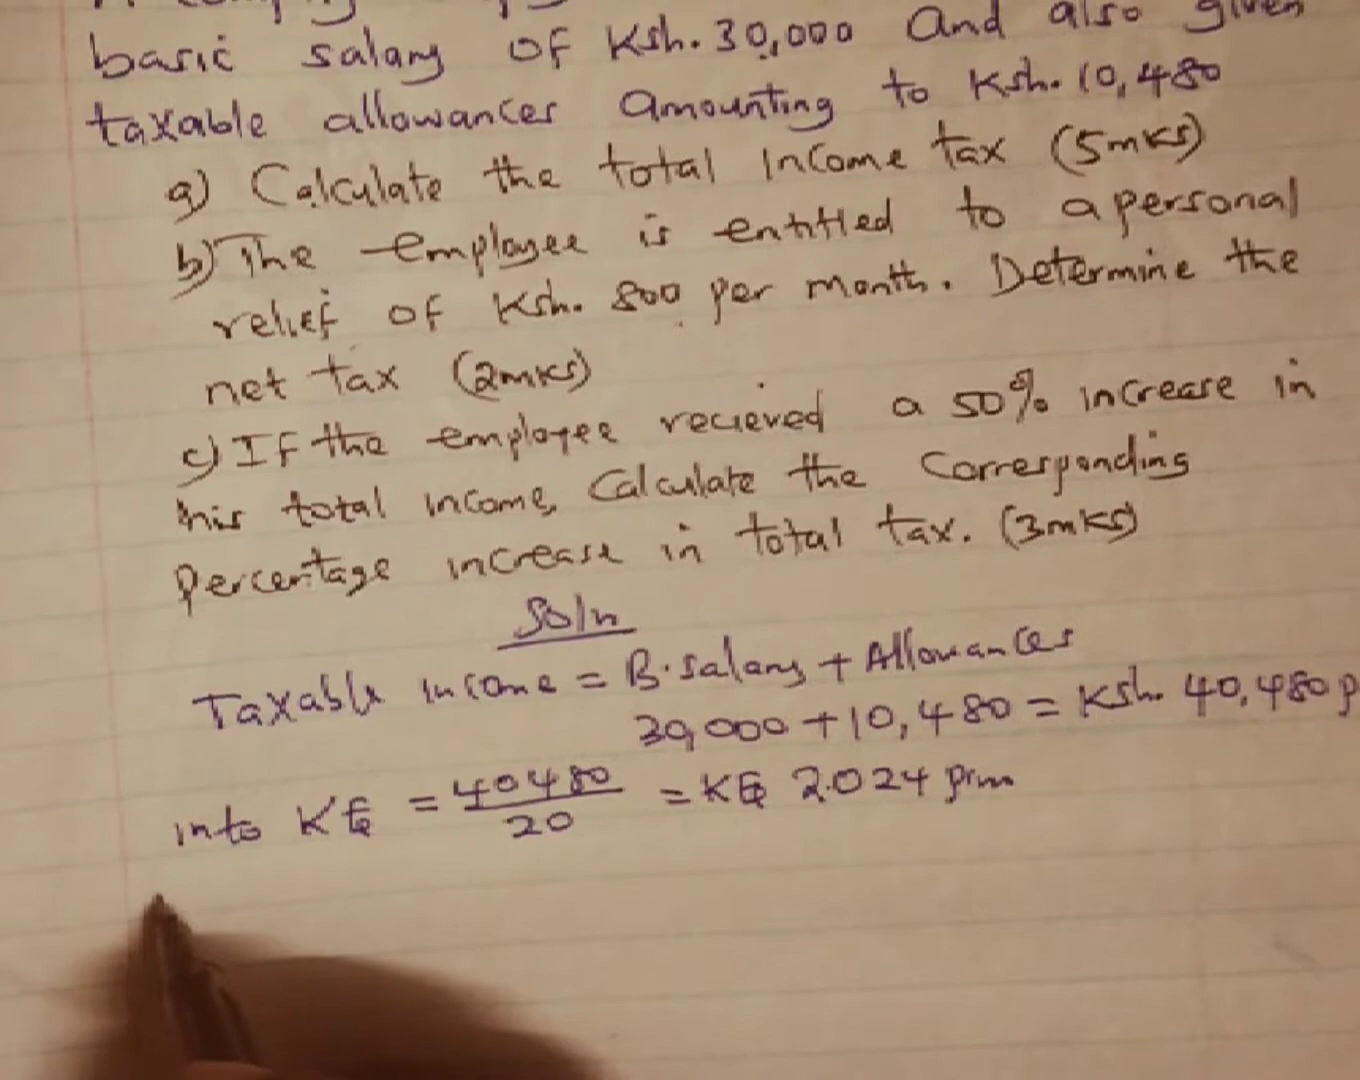 basic salary of Ksh. 30,000 and also given
taxable allowances amounting to Ksh. 10,480
a) Calculate the total income tax (5mks)
b) The employee is entitled to a personal
relief of Ksh. 800 per month. Determine the
net tax (2mks)
c) If the employee recieved a 50% increase in
his total income, Calculate the Corresponding
Percentage increase in total tax. (3mks)
Soln
Taxable income = B.salary + Allowances
30,000 + 10,480 = Ksh. 40,480 p
into K£ = 40480 / 20 = K£ 2024 p.m